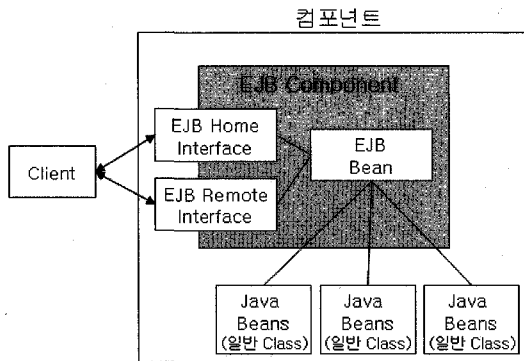 컴포넌트
EJB Component
EJB Home
Interface
EJB
Bean
Client
EJB Remote
Interface
Java
Beans
(일반 Class)
Java
Beans
(일반 Class)
Java
Beans
(일반 Class)